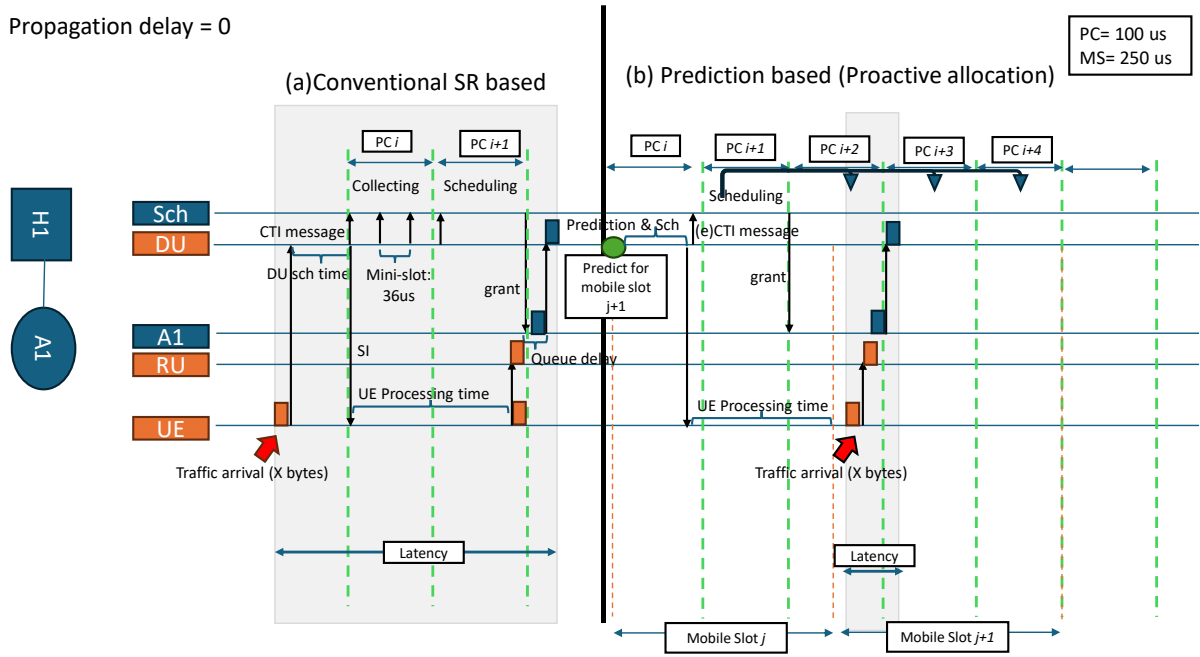 Propagation delay = 0
PC= 100 us
MS= 250 us
(a)Conventional SR based
(b) Prediction based (Proactive allocation)
PC i
PC i+1
PC i
PC i+1
PC i+2
PC i+3
PC i+4
Collecting
Scheduling
Scheduling
H1
A1
Sch
DU
A1
RU
UE
CTI message
DU sch time
Mini-slot:
36us
grant
Prediction & Sch
(e)CTI message
Predict for
mobile slot
j+1
grant
SI
Queue delay
UE Processing time
UE Processing time
Traffic arrival (X bytes)
Traffic arrival (X bytes)
Latency
Latency
Mobile Slot j
Mobile Slot j+1